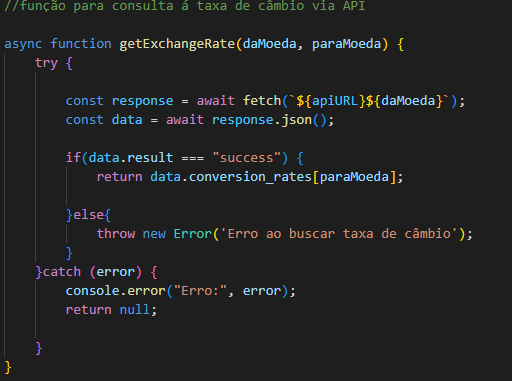 //função para consulta á taxa de câmbio via API
async function getExchangeRate(daMoeda, paraMoeda) {
try {
const response = await fetch(`${apiURL}${daMoeda}`);
const data = await response.json();
if(data.result === "success") {
return data.conversion_rates[paraMoeda];
}else{
throw new Error('Erro ao buscar taxa de câmbio');
}
}catch (error) {
console.error("Erro:", error);
return null;
}
}